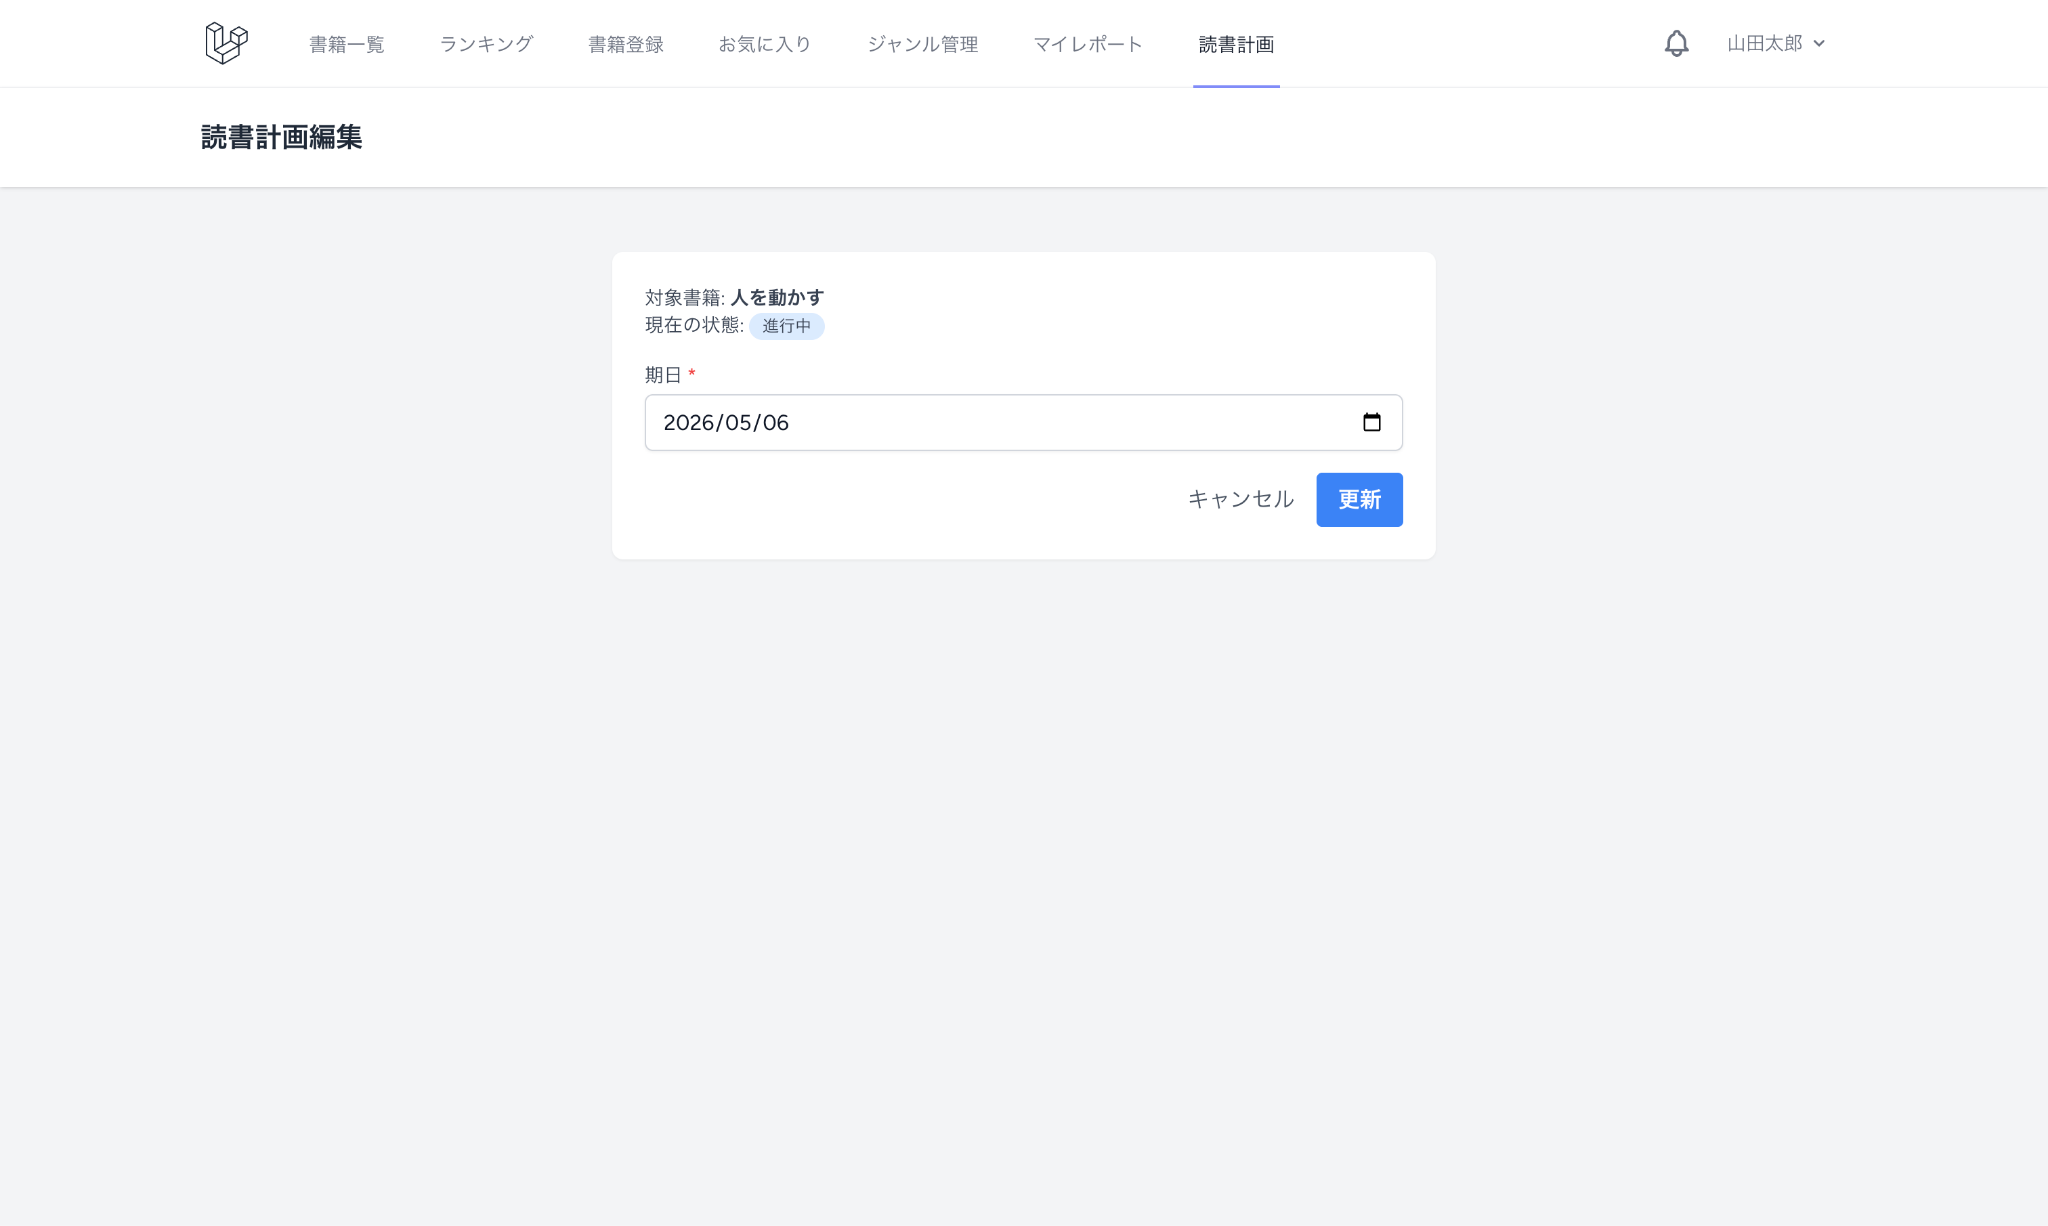 書籍一覧 ランキング 書籍登録 お気に入り ジャンル管理 マイレポート 読書計画 山田太郎
読書計画編集
対象書籍: 人を動かす
現在の状態: 進行中
期日 *
2026/05/06
キャンセル 更新